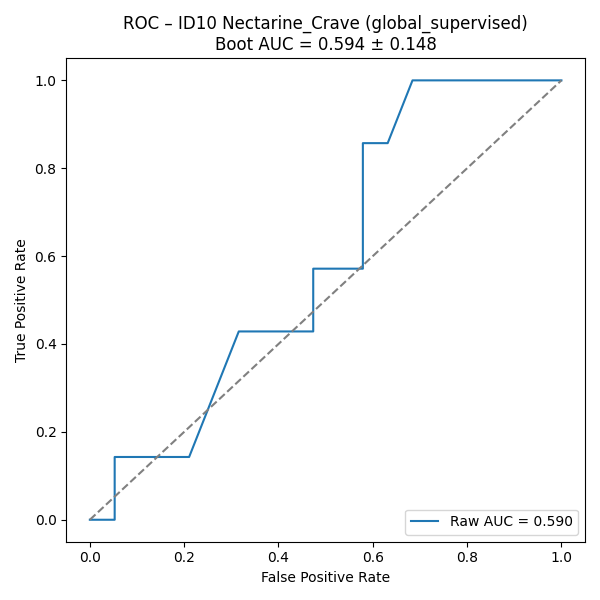 ROC – ID10 Nectarine_Crave (global_supervised)
Boot AUC = 0.594 ± 0.148
True Positive Rate
1.0
0.8
0.6
0.4
0.2
0.0
Raw AUC = 0.590
0.0 0.2 0.4 0.6 0.8 1.0
False Positive Rate